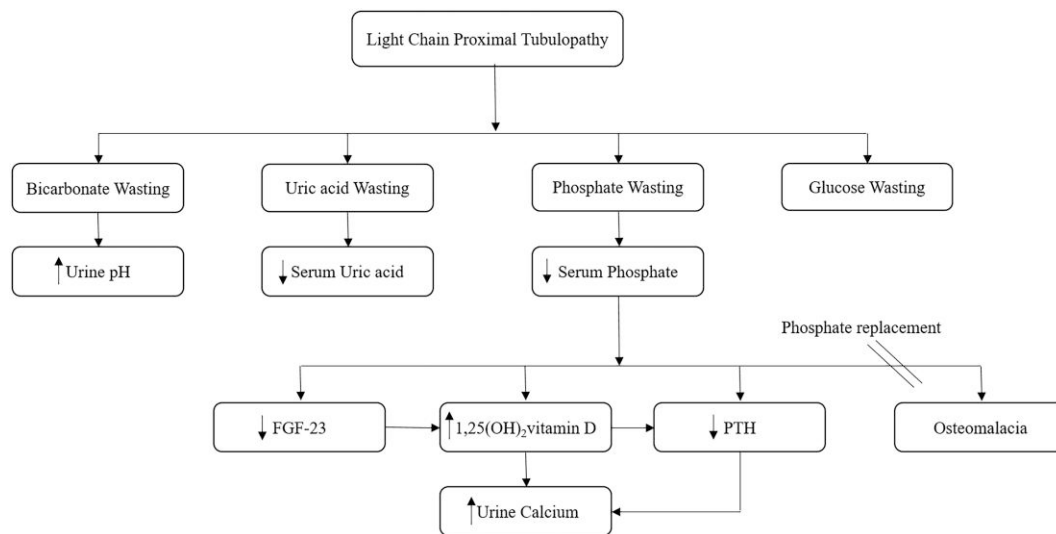 Light Chain Proximal Tubulopathy
Bicarbonate Wasting
Uric acid Wasting
Phosphate Wasting
Glucose Wasting
↑ Urine pH
↓ Serum Uric acid
↓ Serum Phosphate
Phosphate replacement
↓ FGF-23
↑ 1,25(OH)₂vitamin D
↓ PTH
Osteomalacia
↑ Urine Calcium